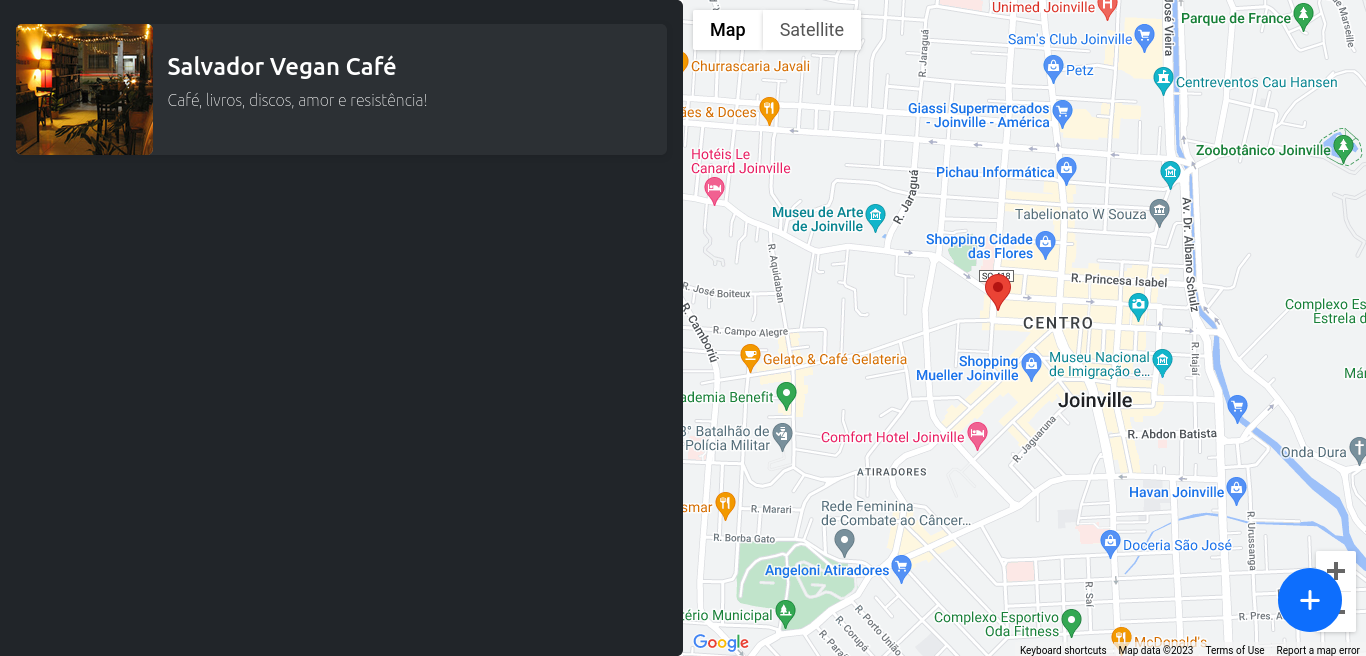 Salvador Vegan Café
Café, livros, discos, amor e resistência!
Map
Satellite
Unimed Joinville
José Vieira
Parque de France
Marseille
R. Jaraguá
Sam's Club Joinville
Churrascaria Javali
Petz
Centreventos Cau Hansen
ães & Doces
Giassi Supermercados
- Joinville - América
Hotéis Le
Canard Joinville
Zoobotânico Joinville
Pichau Informática
R. Jaraguá
Museu de Arte
de Joinville
Tabelionato W Souza
Av. Dr. Albano Schulz
Shopping Cidade
das Flores
R. Aquidaban
R. Princesa Isabel
R. José Boiteux
Complexo Es
Estrela d
R. Camboriú
R. Campo Alegre
CENTRO
R. Itajaí
Gelato & Café Gelateria
Shopping
Mueller Joinville
Museu Nacional
de Imigração e...
Már
ademia Benefit
Joinville
8° Batalhão de
Polícia Militar
Comfort Hotel Joinville
R. Jaguaruna
R. Abdon Batista
Onda Dura
ATIRADORES
Havan Joinville
smar
R. Marari
Rede Feminina
de Combate ao Câncer...
R. Urussanga
R. Borba Gato
Doceria São José
Angeloni Atiradores
R. Saí
tério Municipal
Complexo Esportivo
Oda Fitness
R. Pres. A
R. Porto União
R. Corupá
R. Paraíba
McDonald's
Google
Keyboard shortcuts
Map data ©2023
Terms of Use
Report a map error